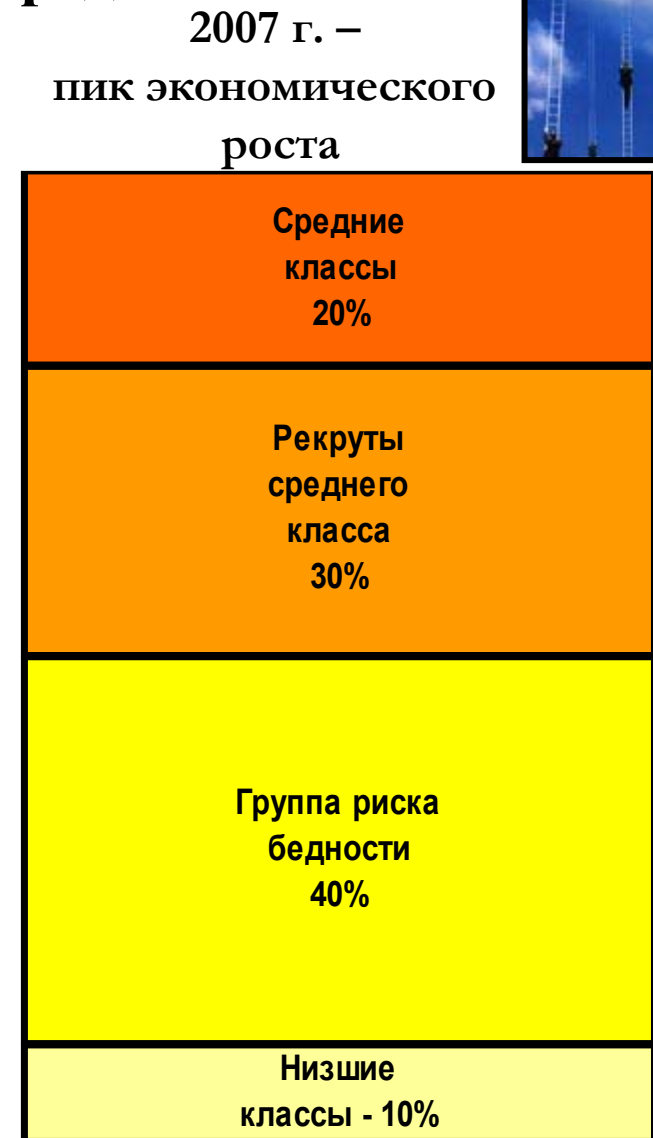 2007 г. –
пик экономического
роста
Средние
классы
20%
Рекруты
среднего
класса
30%
Группа риска
бедности
40%
Низшие
классы - 10%